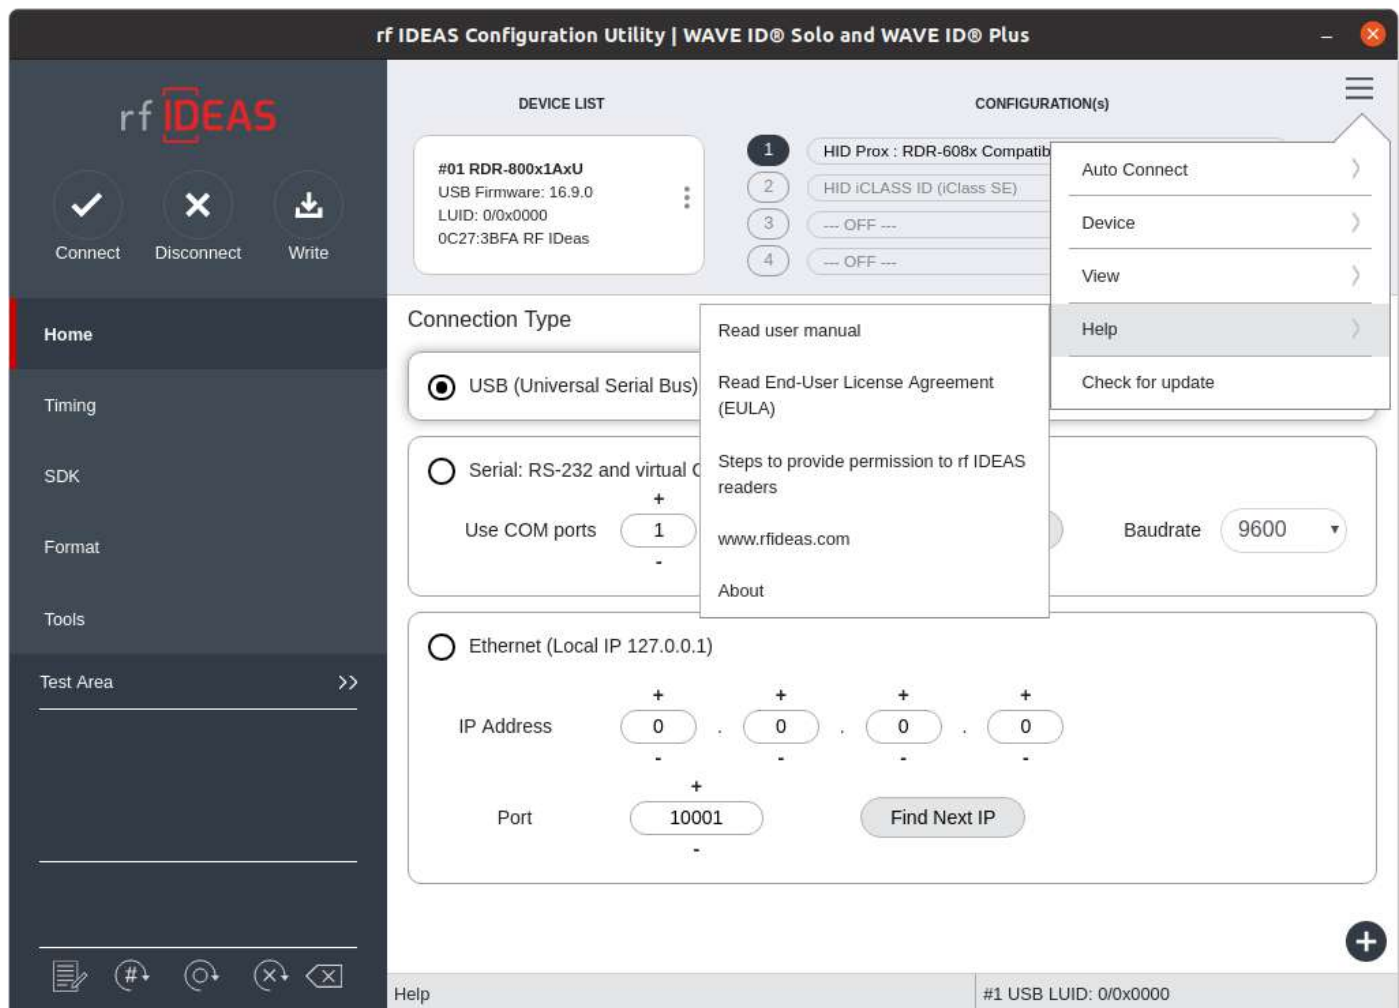 rf IDEAS Configuration Utility | WAVE ID® Solo and WAVE ID® Plus
rf IDEAS
Connect
Disconnect
Write
Home
Timing
SDK
Format
Tools
Test Area
DEVICE LIST
#01 RDR-800x1AxU
USB Firmware: 16.9.0
LUID: 0/0x0000
0C27:3BFA RF IDeas
CONFIGURATION(s)
1 HID Prox : RDR-608x Compatib
2 HID iCLASS ID (iClass SE)
3 --- OFF ---
4 --- OFF ---
Auto Connect
Device
View
Help
Check for update
Read user manual
Read End-User License Agreement
(EULA)
Steps to provide permission to rf IDEAS
readers
www.rfideas.com
About
Connection Type
USB (Universal Serial Bus)
Serial: RS-232 and virtual
+
Use COM ports 1 Baudrate 9600
-
Ethernet (Local IP 127.0.0.1)
+ + + +
IP Address 0 . 0 . 0 . 0
- - - -
+
Port 10001 Find Next IP
-
+
#
Help
#1 USB LUID: 0/0x0000